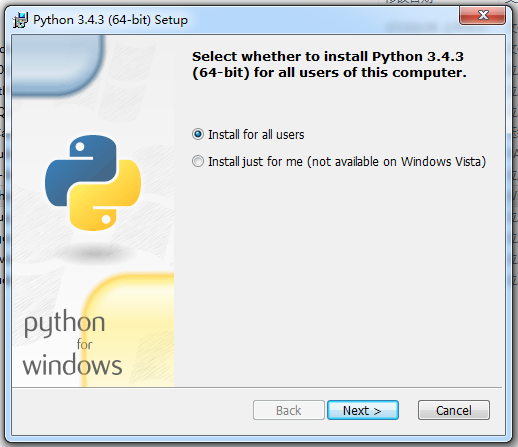 Python 3.4.3 (64-bit) Setup
Select whether to install Python 3.4.3
(64-bit) for all users of this computer.
Install for all users
Install just for me (not available on Windows Vista)
python
for
windows
Back
Next >
Cancel